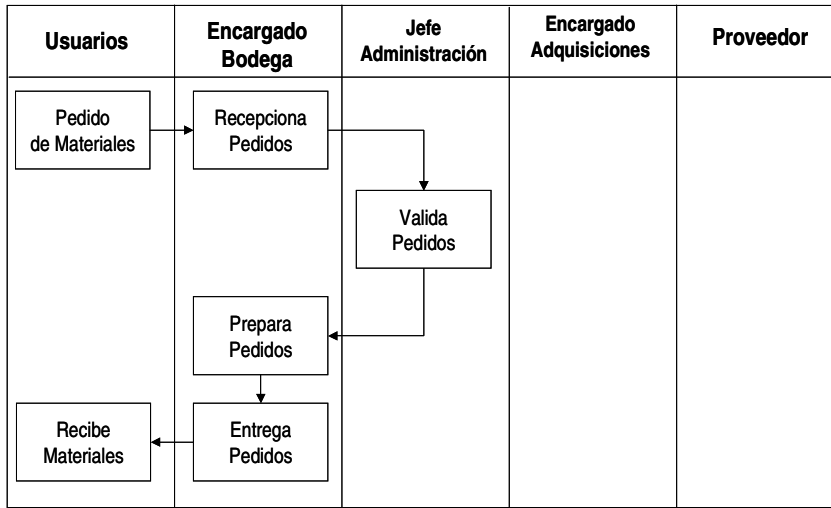 Usuarios
Encargado
Bodega
Jefe
Administración
Encargado
Adquisiciones
Proveedor
Pedido
de Materiales
Recepciona
Pedidos
Valida
Pedidos
Prepara
Pedidos
Recibe
Materiales
Entrega
Pedidos